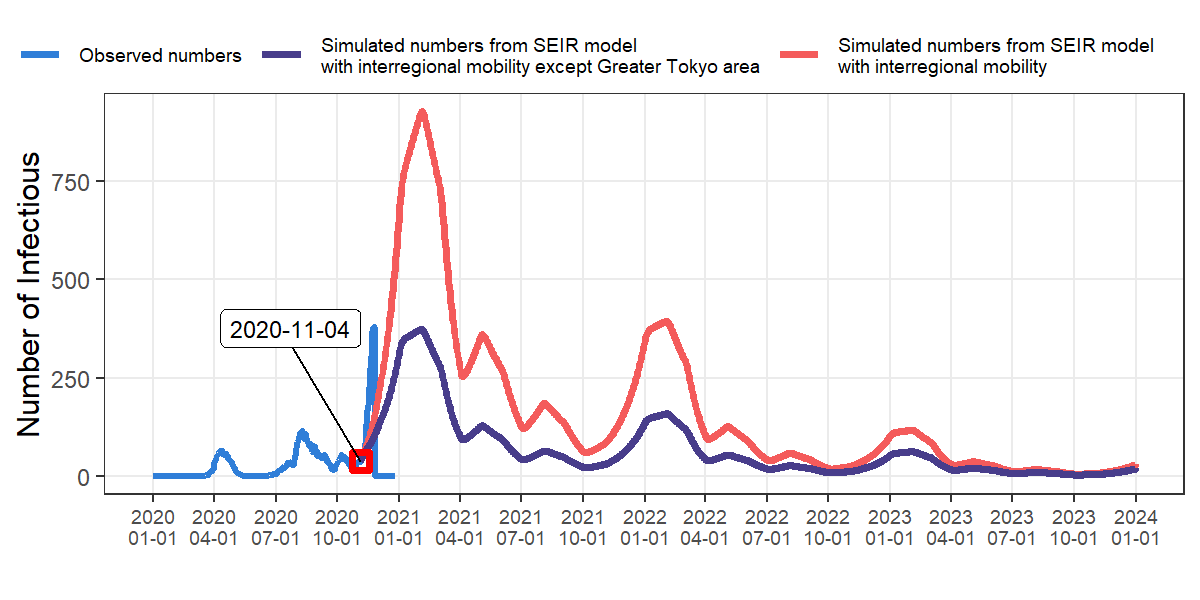 Observed numbers
Simulated numbers from SEIR model
with interregional mobility except Greater Tokyo area
Simulated numbers from SEIR model
with interregional mobility
Number of Infectious
750
500
250
0
2020-11-04
2020 2020 2020 2020 2021 2021 2021 2021 2022 2022 2022 2022 2023 2023 2023 2023 2024
01-01 04-01 07-01 10-01 01-01 04-01 07-01 10-01 01-01 04-01 07-01 10-01 01-01 04-01 07-01 10-01 01-01